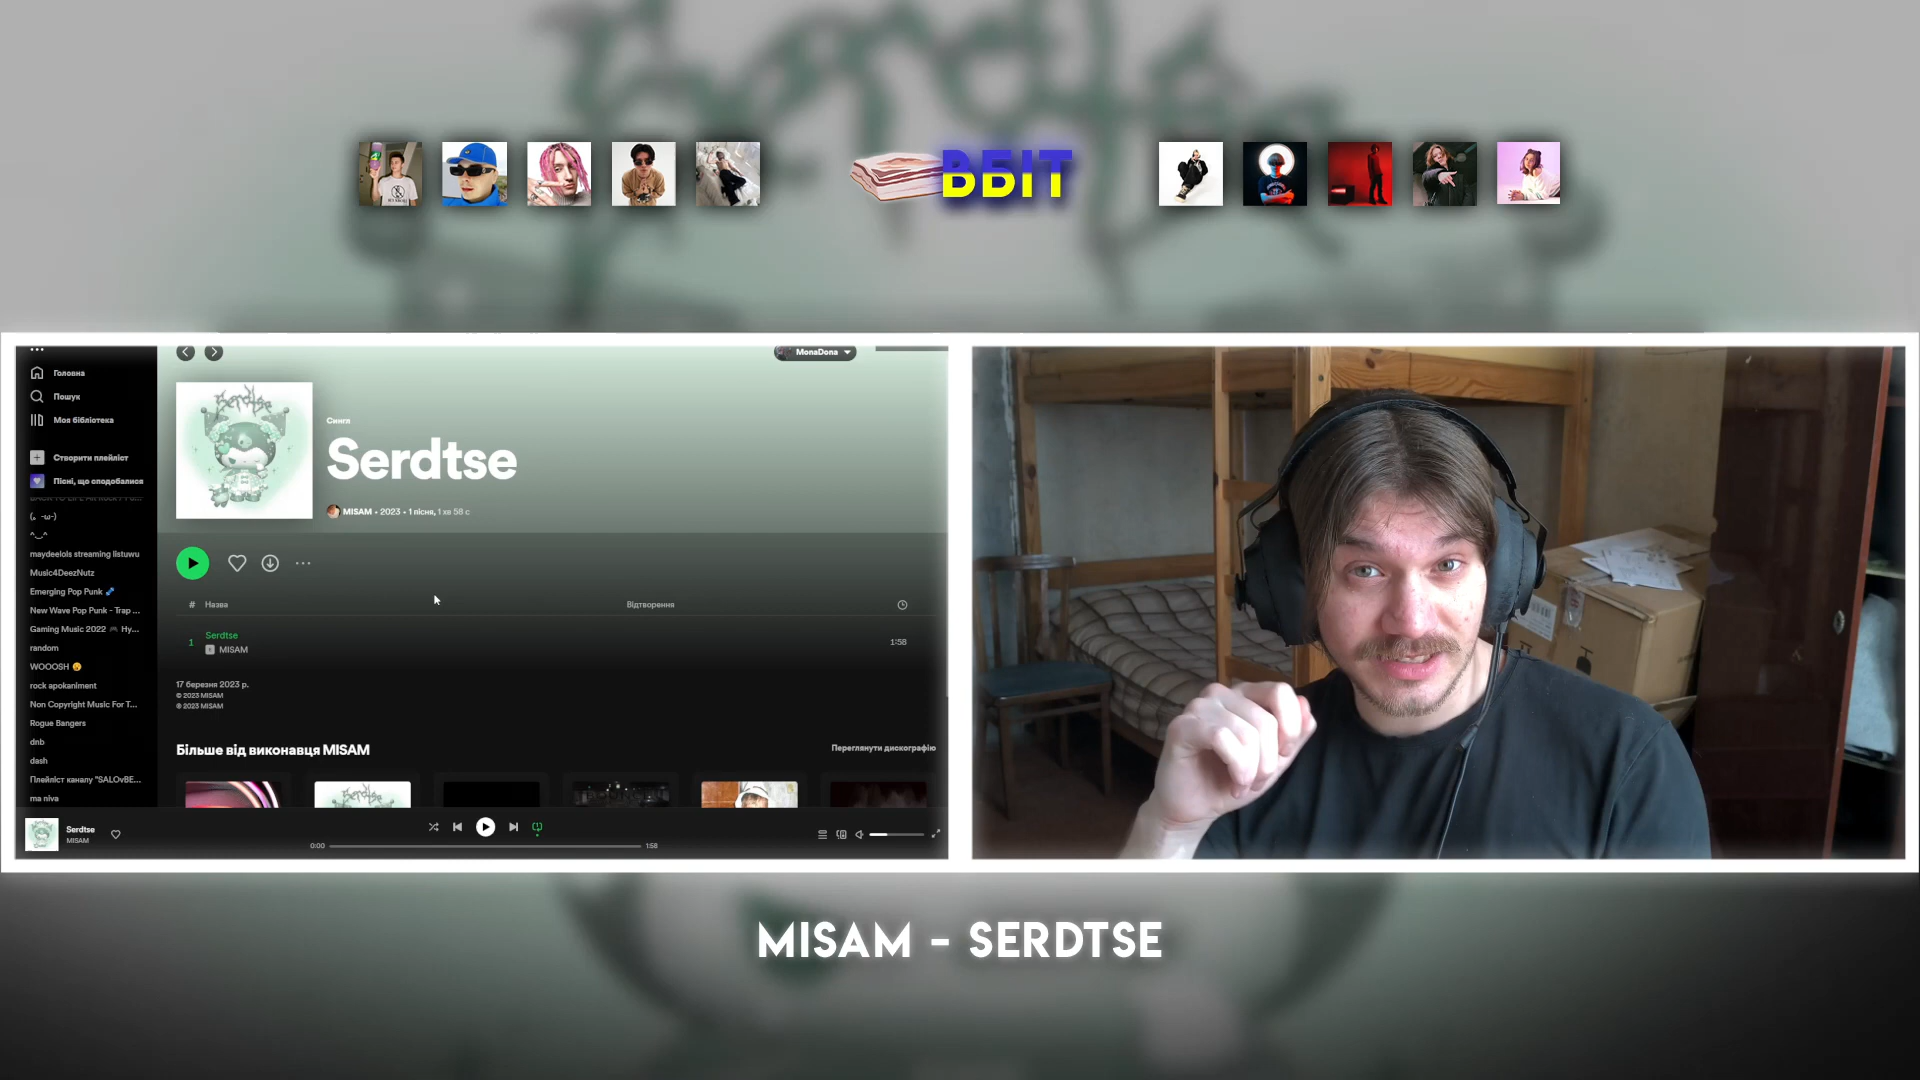 ВБІТ
MonaDona
Головна
Пошук
Моя бібліотека
Створити плейліст
Пісні, що сподобалися
(。-ω-)
^‿^
maydeelols streaming listuwu
Music4DeezNutz
Emerging Pop Punk
New Wave Pop Punk - Trap ...
Gaming Music 2022 🎮 Hy...
random
WOOOSH 😮
rock apokaniment
Non Copyright Music For T...
Rogue Bangers
dnb
dash
Плейліст каналу "SALOvBE...
ma niva
Serdtse
Сингл
Serdtse
MISAM • 2023 • 1 пісня, 1 хв 58 с
# Назва Відтворення
1 Serdtse 1:58
E MISAM
17 березня 2023 р.
© 2023 MISAM
℗ 2023 MISAM
Більше від виконавця MISAM
Переглянути дискографію
Serdtse
Serdtse
MISAM
0:00 1:58
MISAM - SERDTSE